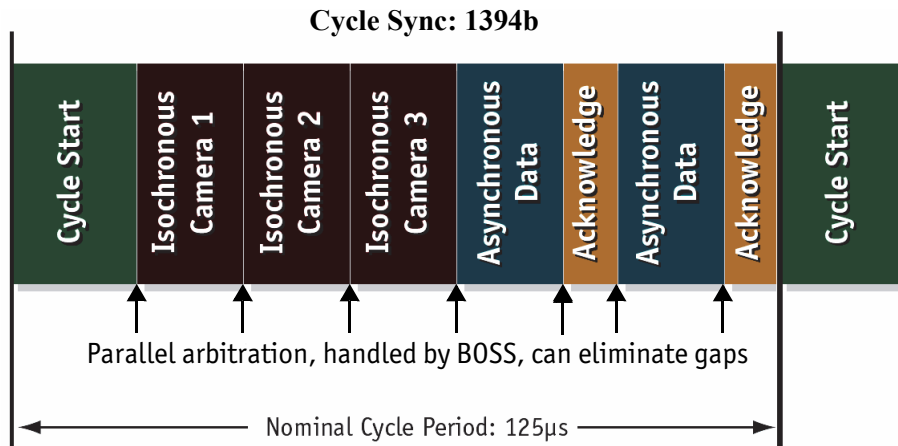 Cycle Sync: 1394b
Cycle Start
Isochronous
Camera 1
Isochronous
Camera 2
Isochronous
Camera 3
Asynchronous
Data
Acknowledge
Asynchronous
Data
Acknowledge
Cycle Start
Parallel arbitration, handled by BOSS, can eliminate gaps
Nominal Cycle Period: 125µs